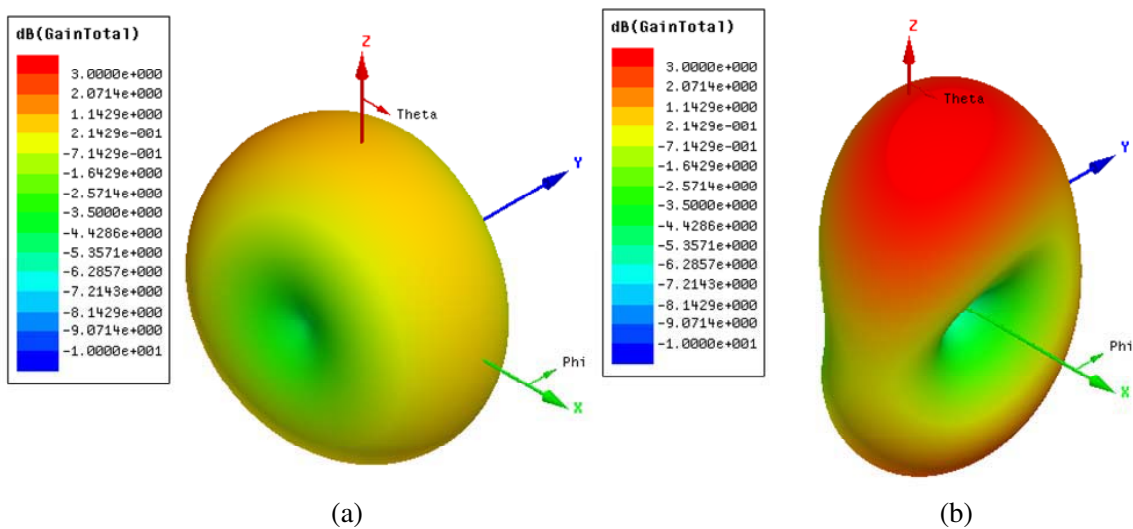 dB(GainTotal)
3.0000e+000
2.0714e+000
1.1429e+000
2.1429e-001
-7.1429e-001
-1.6429e+000
-2.5714e+000
-3.5000e+000
-4.4286e+000
-5.3571e+000
-6.2857e+000
-7.2143e+000
-8.1429e+000
-9.0714e+000
-1.0000e+001
Z
Theta
Y
Phi
X
(a)
dB(GainTotal)
3.0000e+000
2.0714e+000
1.1429e+000
2.1429e-001
-7.1429e-001
-1.6429e+000
-2.5714e+000
-3.5000e+000
-4.4286e+000
-5.3571e+000
-6.2857e+000
-7.2143e+000
-8.1429e+000
-9.0714e+000
-1.0000e+001
Z
Theta
Y
Phi
X
(b)